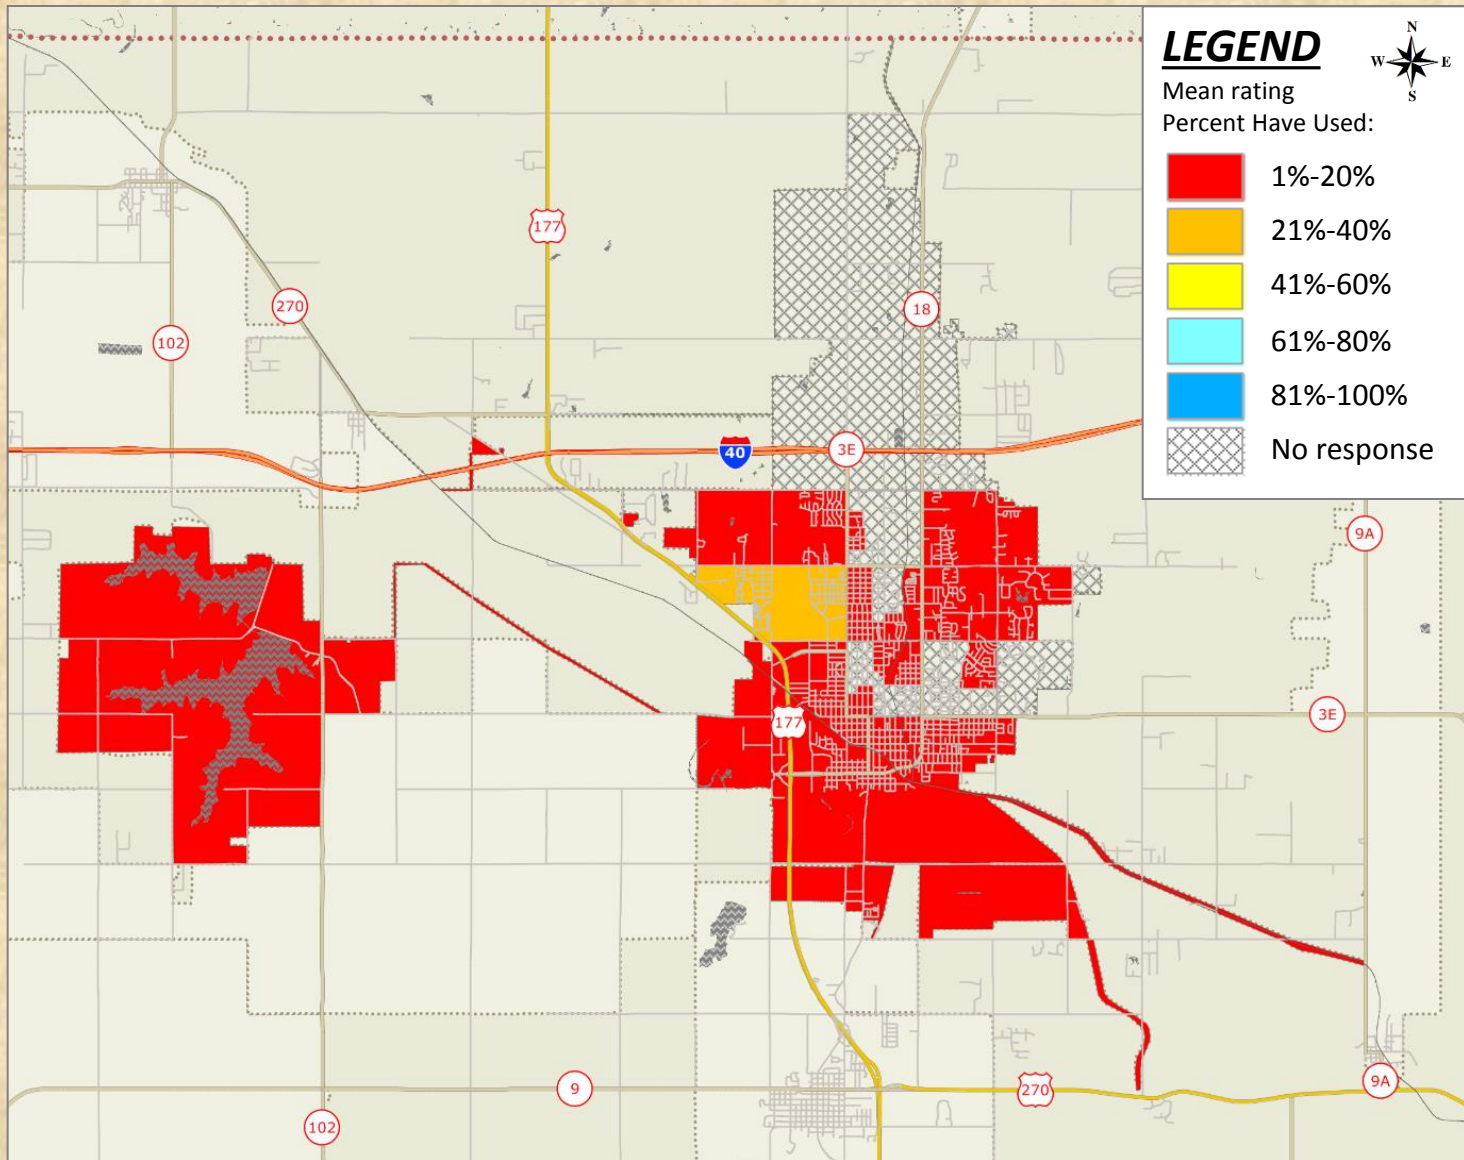 LEGEND
N
W E
S
Mean rating
Percent Have Used:
1%-20%
21%-40%
41%-60%
61%-80%
81%-100%
No response
177
270
18
102
40
3E
9A
3E
177
9
270
9A
102